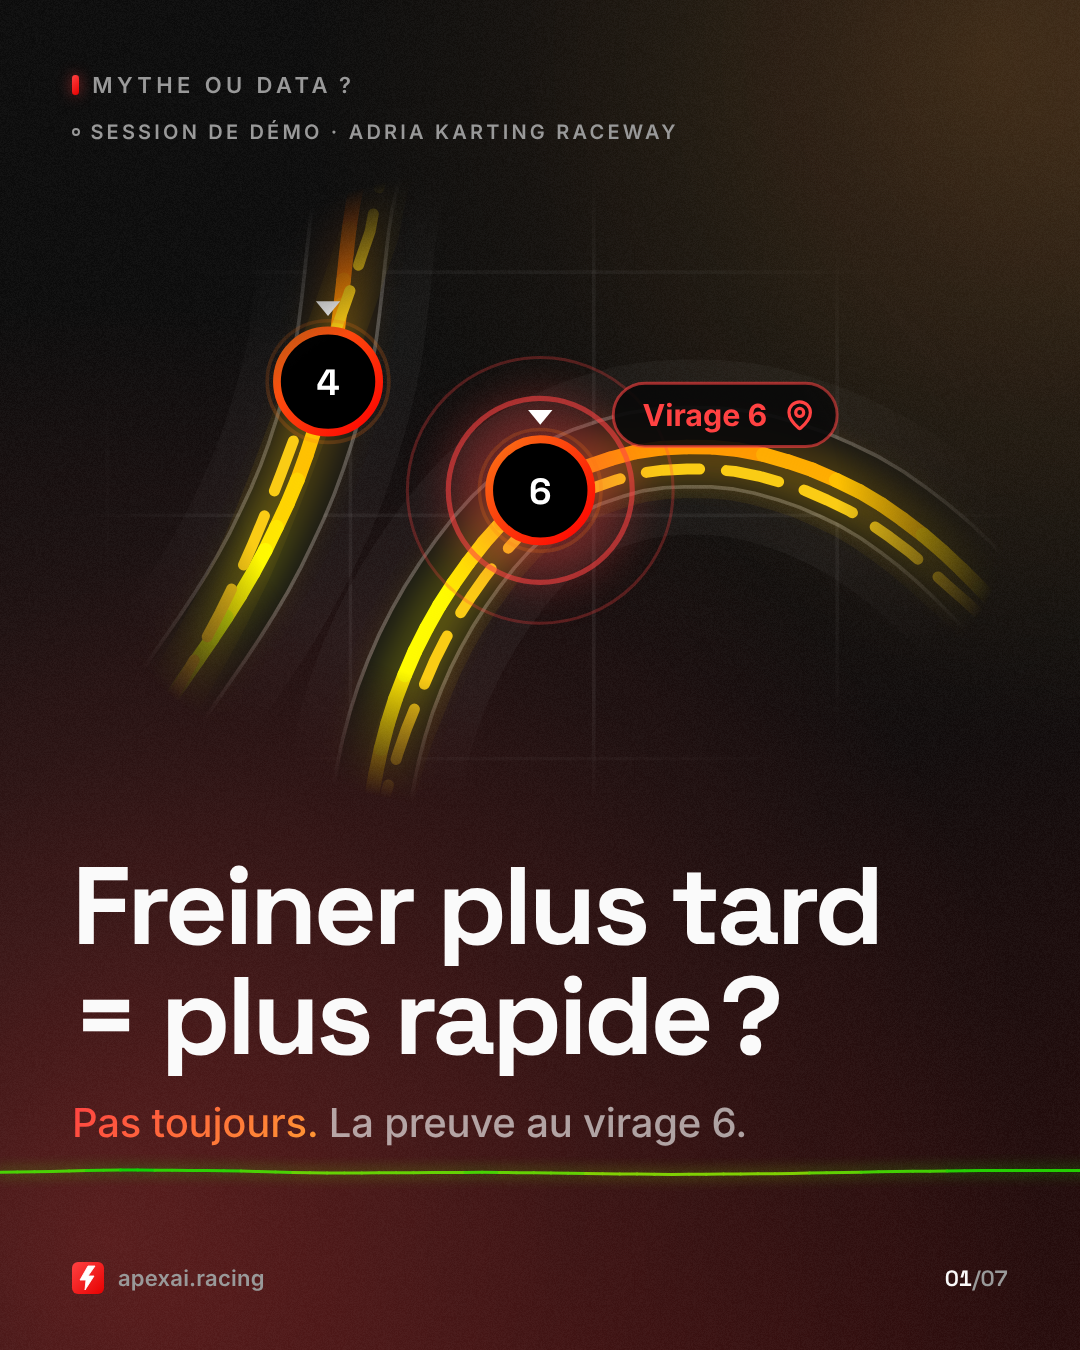 MYTHE OU DATA ?
SESSION DE DÉMO · ADRIA KARTING RACEWAY
4
Virage 6
6
Freiner plus tard
= plus rapide ?
Pas toujours. La preuve au virage 6.
apexai.racing
01/07